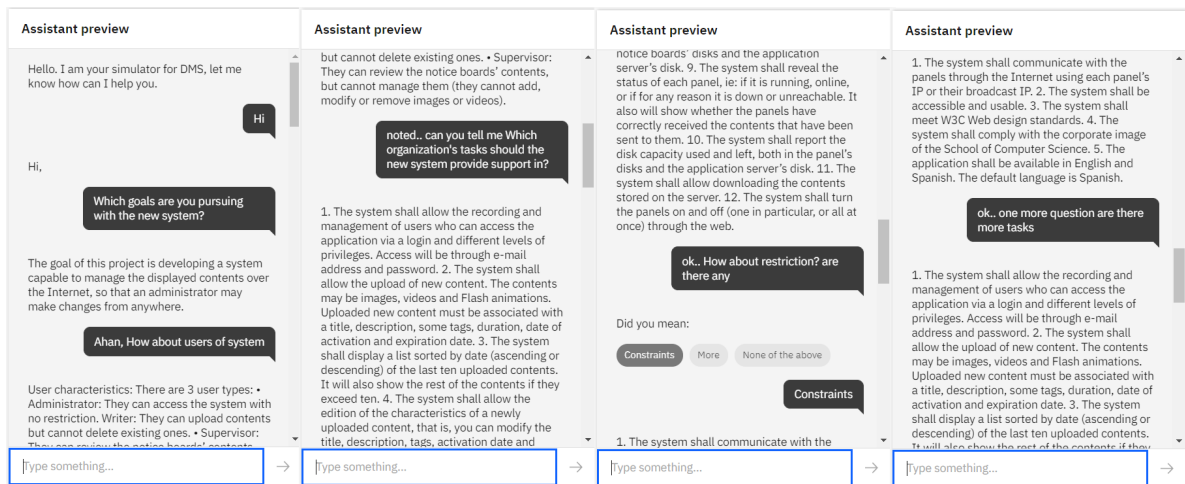 Assistant preview
Hello. I am your simulator for DMS, let me
know how can I help you.
Hi
Hi,
Which goals are you pursuing
with the new system?
The goal of this project is developing a system
capable to manage the displayed contents over
the Internet, so that an administrator may
make changes from anywhere.
Ahan, How about users of system
User characteristics: There are 3 user types: •
Administrator: They can access the system with
no restriction. Writer: They can upload contents
but cannot delete existing ones. • Supervisor:
They can review the notice boards' contents,
Type something...
Assistant preview
but cannot delete existing ones. • Supervisor:
They can review the notice boards' contents,
but cannot manage them (they cannot add,
modify or remove images or videos).
noted.. can you tell me Which
organization's tasks should the
new system provide support in?
1. The system shall allow the recording and
management of users who can access the
application via a login and different levels of
privileges. Access will be through e-mail
address and password. 2. The system shall
allow the upload of new content. The contents
may be images, videos and Flash animations.
Uploaded new content must be associated with
a title, description, some tags, duration, date of
activation and expiration date. 3. The system
shall display a list sorted by date (ascending or
descending) of the last ten uploaded contents.
It will also show the rest of the contents if they
exceed ten. 4. The system shall allow the
edition of the characteristics of a newly
uploaded content, that is, you can modify the
title, description, tags, activation date and
Type something...
Assistant preview
notice boards' disks and the application
server's disk. 9. The system shall reveal the
status of each panel, ie: if it is running, online,
or if for any reason it is down or unreachable. It
also will show whether the panels have
correctly received the contents that have been
sent to them. 10. The system shall report the
disk capacity used and left, both in the panel's
disks and the application server's disk. 11. The
system shall allow downloading the contents
stored on the server. 12. The system shall turn
the panels on and off (one in particular, or all at
once) through the web.
ok.. How about restriction? are
there any
Did you mean:
Constraints More None of the above
Constraints
1. The system shall communicate with the
Type something...
Assistant preview
1. The system shall communicate with the
panels through the Internet using each panel's
IP or their broadcast IP. 2. The system shall be
accessible and usable. 3. The system shall
meet W3C Web design standards. 4. The
system shall comply with the corporate image
of the School of Computer Science. 5. The
application shall be available in English and
Spanish. The default language is Spanish.
ok.. one more question are there
more tasks
1. The system shall allow the recording and
management of users who can access the
application via a login and different levels of
privileges. Access will be through e-mail
address and password. 2. The system shall
allow the upload of new content. The contents
may be images, videos and Flash animations.
Uploaded new content must be associated with
a title, description, some tags, duration, date of
activation and expiration date. 3. The system
shall display a list sorted by date (ascending or
descending) of the last ten uploaded contents.
It will also show the rest of the contents if they
Type something...